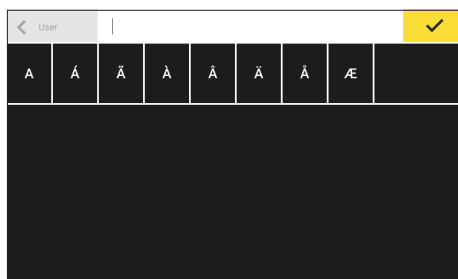 User
A Á Ã À Â Ä Å Æ